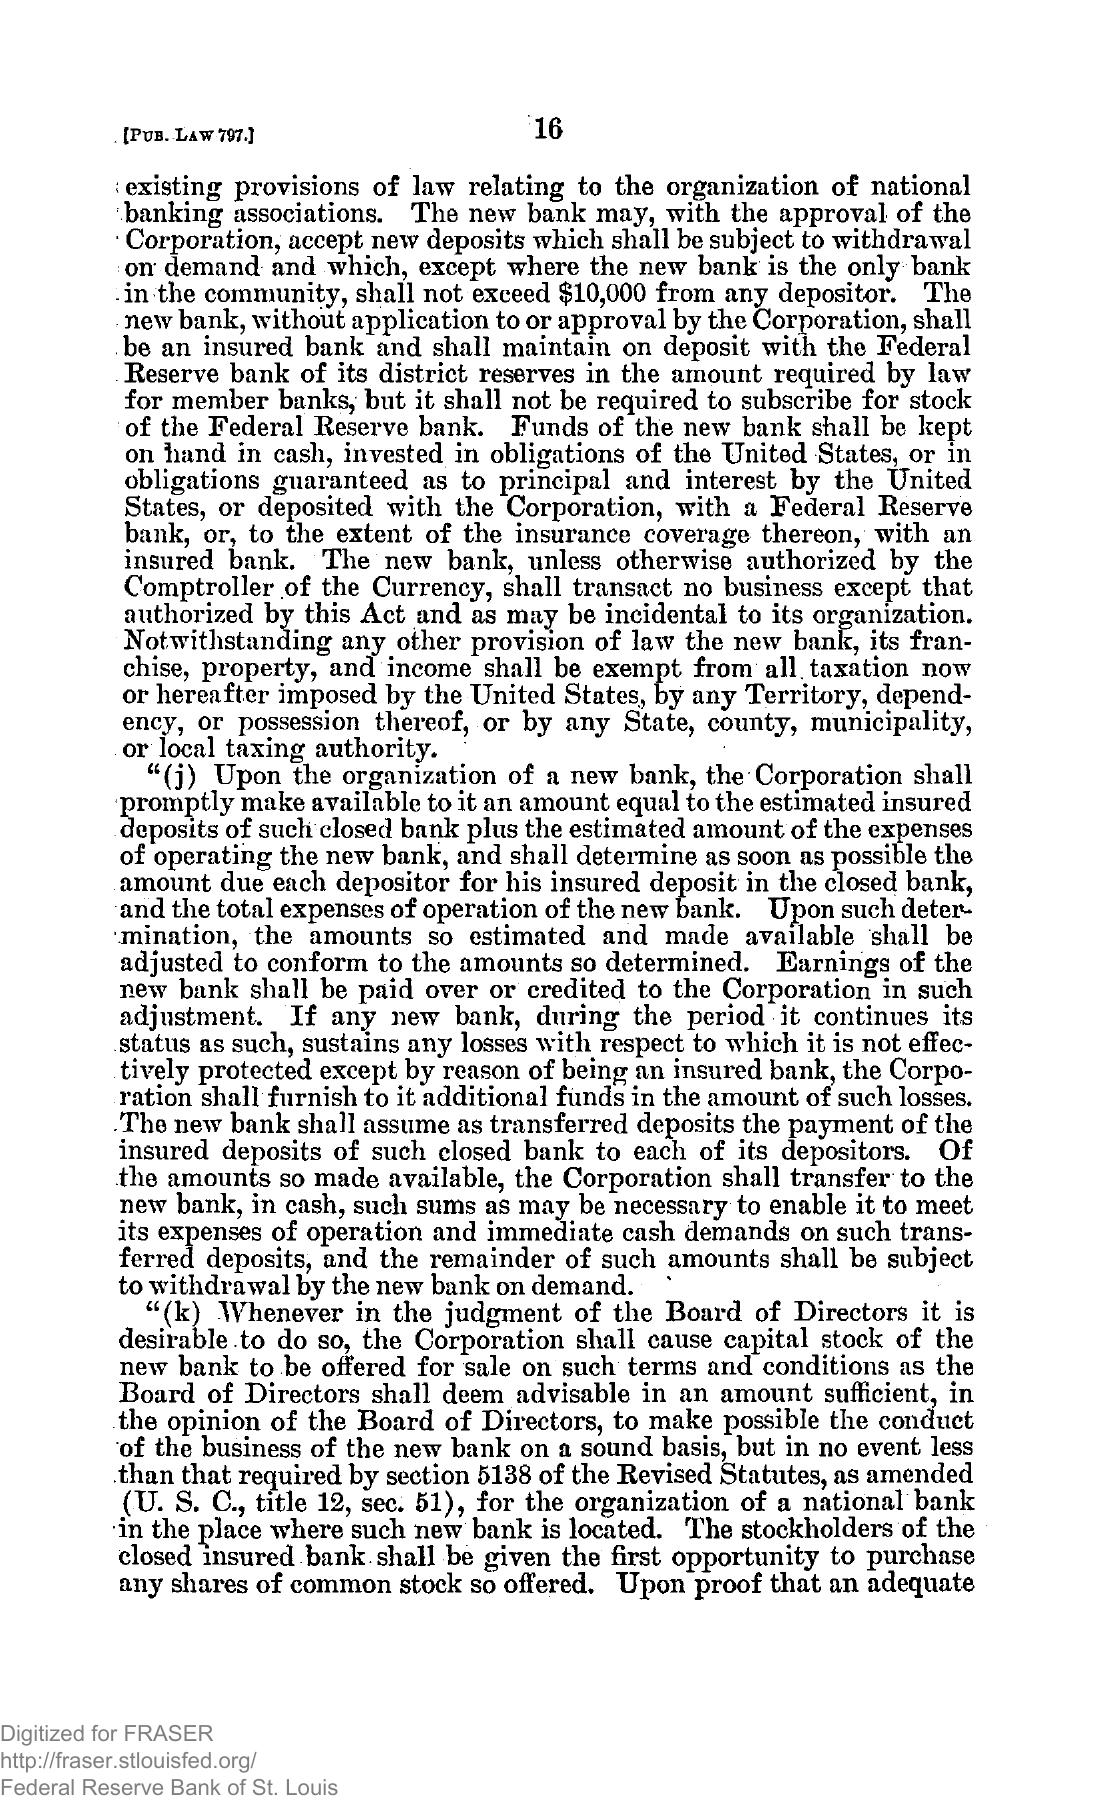 [PUB. LAW 797.]
16
existing provisions of law relating to the organization of national
banking associations. The new bank may, with the approval of the
Corporation, accept new deposits which shall be subject to withdrawal
on demand and which, except where the new bank is the only bank
in the community, shall not exceed $10,000 from any depositor. The
new bank, without application to or approval by the Corporation, shall
be an insured bank and shall maintain on deposit with the Federal
Reserve bank of its district reserves in the amount required by law
for member banks, but it shall not be required to subscribe for stock
of the Federal Reserve bank. Funds of the new bank shall be kept
on hand in cash, invested in obligations of the United States, or in
obligations guaranteed as to principal and interest by the United
States, or deposited with the Corporation, with a Federal Reserve
bank, or, to the extent of the insurance coverage thereon, with an
insured bank. The new bank, unless otherwise authorized by the
Comptroller of the Currency, shall transact no business except that
authorized by this Act and as may be incidental to its organization.
Notwithstanding any other provision of law the new bank, its fran-
chise, property, and income shall be exempt from all taxation now
or hereafter imposed by the United States, by any Territory, depend-
ency, or possession thereof, or by any State, county, municipality,
or local taxing authority.
"(j) Upon the organization of a new bank, the Corporation shall
promptly make available to it an amount equal to the estimated insured
deposits of such closed bank plus the estimated amount of the expenses
of operating the new bank, and shall determine as soon as possible the
amount due each depositor for his insured deposit in the closed bank,
and the total expenses of operation of the new bank. Upon such deter-
mination, the amounts so estimated and made available shall be
adjusted to conform to the amounts so determined. Earnings of the
new bank shall be paid over or credited to the Corporation in such
adjustment. If any new bank, during the period it continues its
status as such, sustains any losses with respect to which it is not effec-
tively protected except by reason of being an insured bank, the Corpo-
ration shall furnish to it additional funds in the amount of such losses.
The new bank shall assume as transferred deposits the payment of the
insured deposits of such closed bank to each of its depositors. Of
the amounts so made available, the Corporation shall transfer to the
new bank, in cash, such sums as may be necessary to enable it to meet
its expenses of operation and immediate cash demands on such trans-
ferred deposits, and the remainder of such amounts shall be subject
to withdrawal by the new bank on demand.
"(k) Whenever in the judgment of the Board of Directors it is
desirable to do so, the Corporation shall cause capital stock of the
new bank to be offered for sale on such terms and conditions as the
Board of Directors shall deem advisable in an amount sufficient, in
the opinion of the Board of Directors, to make possible the conduct
of the business of the new bank on a sound basis, but in no event less
than that required by section 5138 of the Revised Statutes, as amended
(U. S. C., title 12, sec. 51), for the organization of a national bank
in the place where such new bank is located. The stockholders of the
closed insured bank shall be given the first opportunity to purchase
any shares of common stock so offered. Upon proof that an adequate
Digitized for FRASER
http://fraser.stlouisfed.org/
Federal Reserve Bank of St. Louis